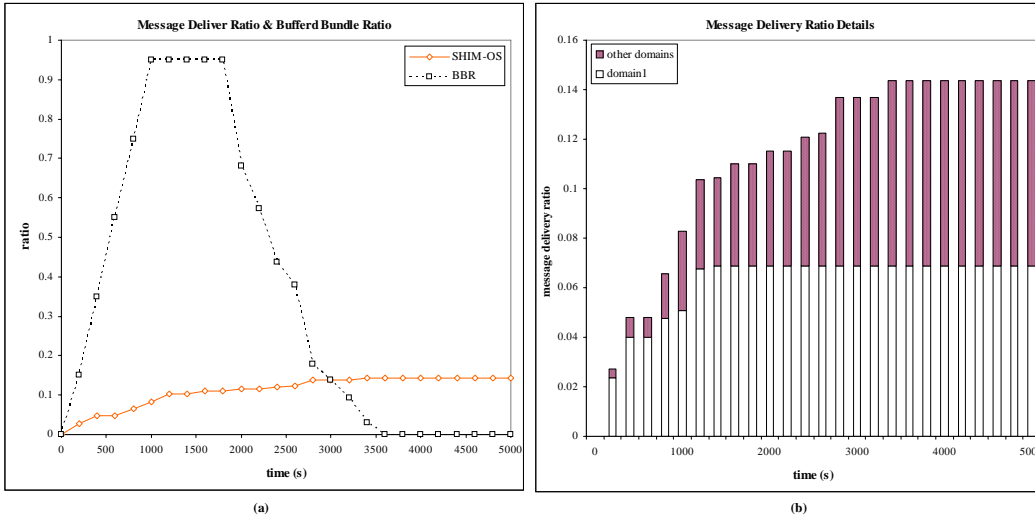 Message Deliver Ratio & Bufferd Bundle Ratio
1
0.9
0.8
0.7
0.6
0.5
0.4
0.3
0.2
0.1
0
ratio
SHIM-OS
BBR
0 500 1000 1500 2000 2500 3000 3500 4000 4500 5000
time (s)
(a)
Message Delivery Ratio Details
0.16
0.14
0.12
0.1
0.08
0.06
0.04
0.02
0
message delivery ratio
other domains
domain1
0 1000 2000 3000 4000 5000
time (s)
(b)